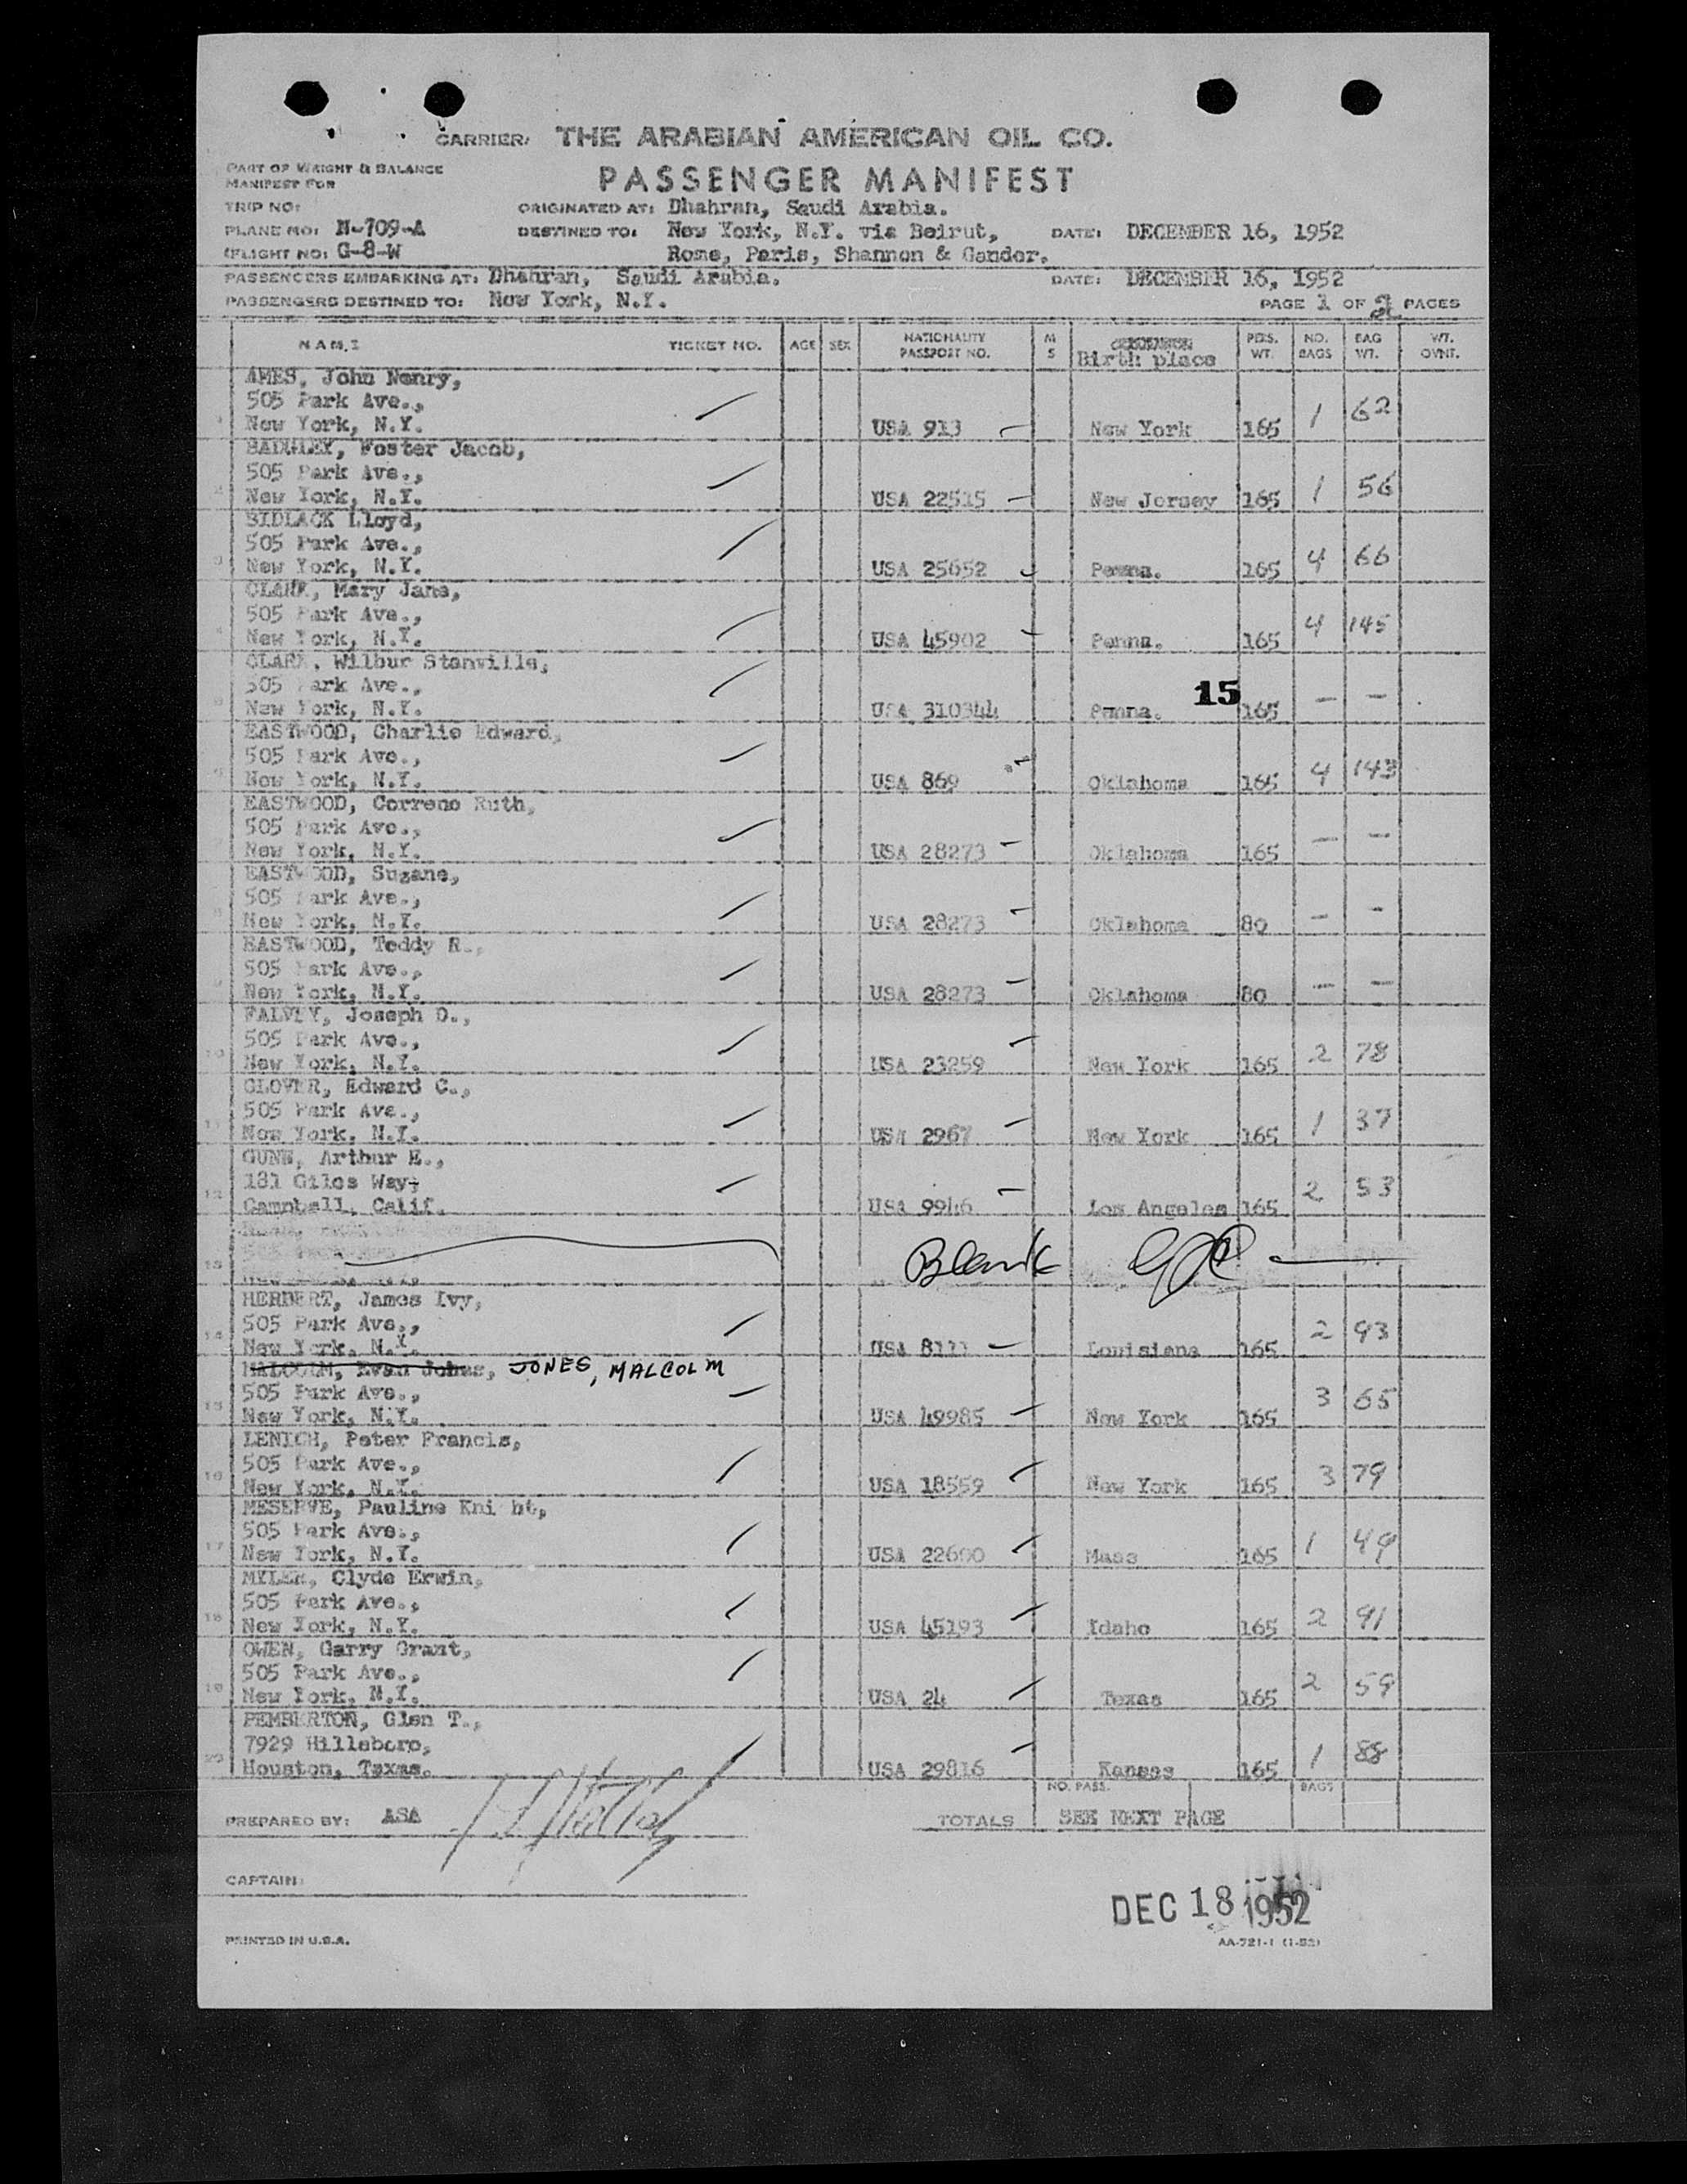 CARRIER: THE ARABIAN AMERICAN OIL CO.
PART OF WEIGHT & BALANCE
MANIFEST FOR
PASSENGER MANIFEST
TRIP NO:
ORIGINATED AT: Dhahran, Saudi Arabia.
PLANE NO: N-709-A
DESTINED TO: New York, N.Y. via Beirut,
DATE: DECEMBER 16, 1952
FLIGHT NO: G-8-W
Rome, Paris, Shannon & Gander.
PASSENGERS EMBARKING AT: Dhahran, Saudi Arabia.
DATE: DECEMBER 16, 1952
PASSENGERS DESTINED TO: New York, N.Y.
PAGE 1 OF 2 PAGES
NAME TICKET NO. AGE SEX NATIONALITY PASSPORT NO. M S Birth place PERS. WT. NO. BAGS BAG WT. WT. OVNT.
AMES, John Henry,
505 Park Ave.,
New York, N.Y. USA 913 New York 165 1 62
Foster Jacob,
505 Park Ave.,
New York, N.Y. USA 22515 New Jersey 165 1 56
BIDLACK Lloyd,
505 Park Ave.,
3 New York, N.Y. USA 25652 Penna. 165 4 66
CLARK, Mary Jane,
505 Park Ave.,
New York, N.Y. USA 45902 Penna. 165 4 145
CLARK, Wilbur Stanville,
505 Park Ave.,
New York, N.Y. USA 310344 Penna. 15 165 — —
EASTWOOD, Charlie Edward,
505 Park Ave.,
New York, N.Y. USA 869 Oklahoma 165 4 143
EASTWOOD, Correne Ruth,
505 Park Ave.,
New York, N.Y. USA 28273 Oklahoma 165 — —
EASTWOOD, Suzane,
505 Park Ave.,
New York, N.Y. USA 28273 Oklahoma 80 — —
EASTWOOD, Teddy R.,
505 Park Ave.,
New York, N.Y. USA 28273 Oklahoma 80 — —
FALVEY, Joseph D.,
505 Park Ave.,
10 New York, N.Y. USA 23259 New York 165 2 78
GLOVER, Edward C.,
505 Park Ave.,
11 New York, N.Y. USA 2967 New York 165 1 37
GUNN, Arthur E.,
181 Gilos Way,
12 Campbell, Calif. USA 9946 Los Angeles 165 2 53
13 Blank
HERBERT, James Ivy,
505 Park Ave.,
14 New York, N.Y. USA Louisiana 165 2 93
MALCOLM, Evan Johns, JONES, MALCOLM
505 Park Ave.,
15 New York, N.Y. USA 49985 New York 165 3 65
LENICH, Peter Francis,
505 Park Ave.,
16 New York, N.Y. USA 18559 New York 165 3 79
MESERVE, Pauline Kni ht,
505 Park Ave.,
17 New York, N.Y. USA 22600 Mass 165 1 49
MYLER, Clyde Erwin,
505 Park Ave.,
18 New York, N.Y. USA 45193 Idaho 165 2 91
OWEN, Garry Grant,
505 Park Ave.,
19 New York, N.Y. USA 24 Texas 165 2 59
PEMBERTON, Glen T.,
7929 Hillsboro,
20 Houston, Texas. USA 29816 Kansas 165 1 88
NO. PASS. BAGS
PREPARED BY: ASA
TOTALS SEE NEXT PAGE
CAPTAIN:
DEC 18 1952
PRINTED IN U.S.A.
AA-721-1 (1-52)